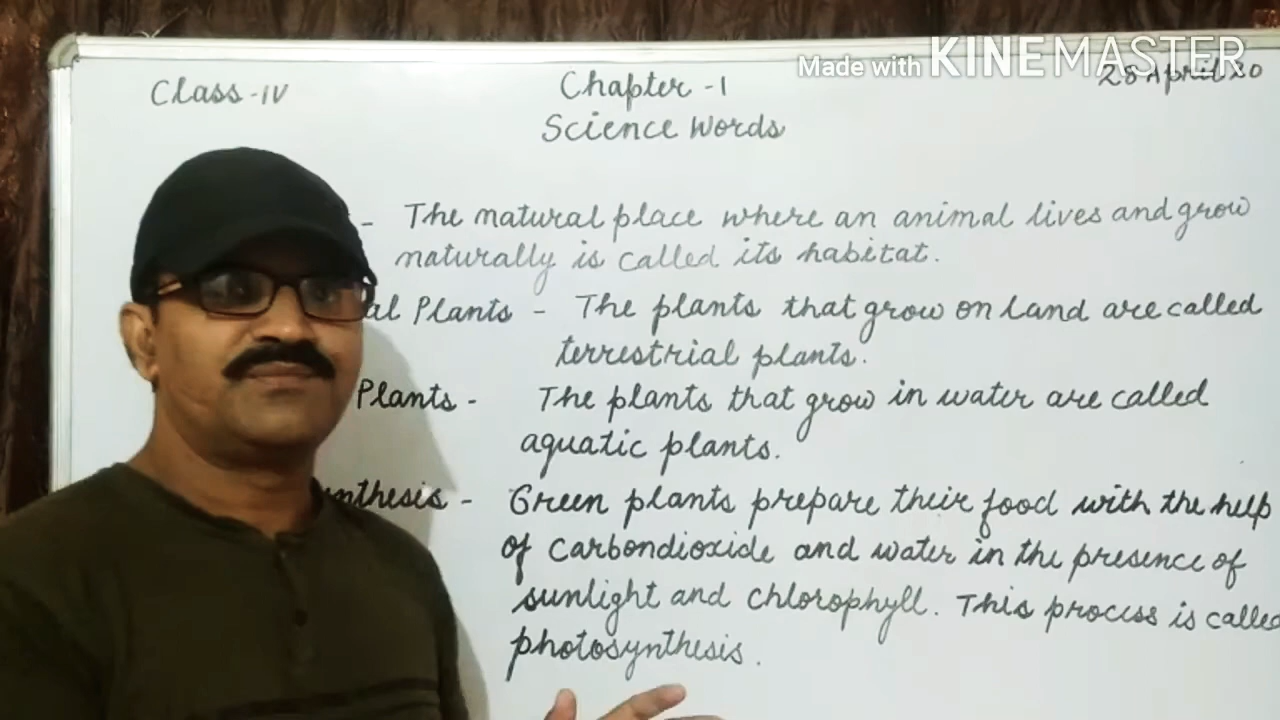 Made with KINEMASTER
Class-IV Chapter-1 28 April 20
Science Words
- The natural place where an animal lives and grow
naturally is called its habitat.
al Plants - The plants that grow on land are called
terrestrial plants.
Plants - The plants that grow in water are called
aquatic plants.
nthesis - Green plants prepare their food with the help
of carbondioxide and water in the presence of
sunlight and chlorophyll. This process is called
photosynthesis.